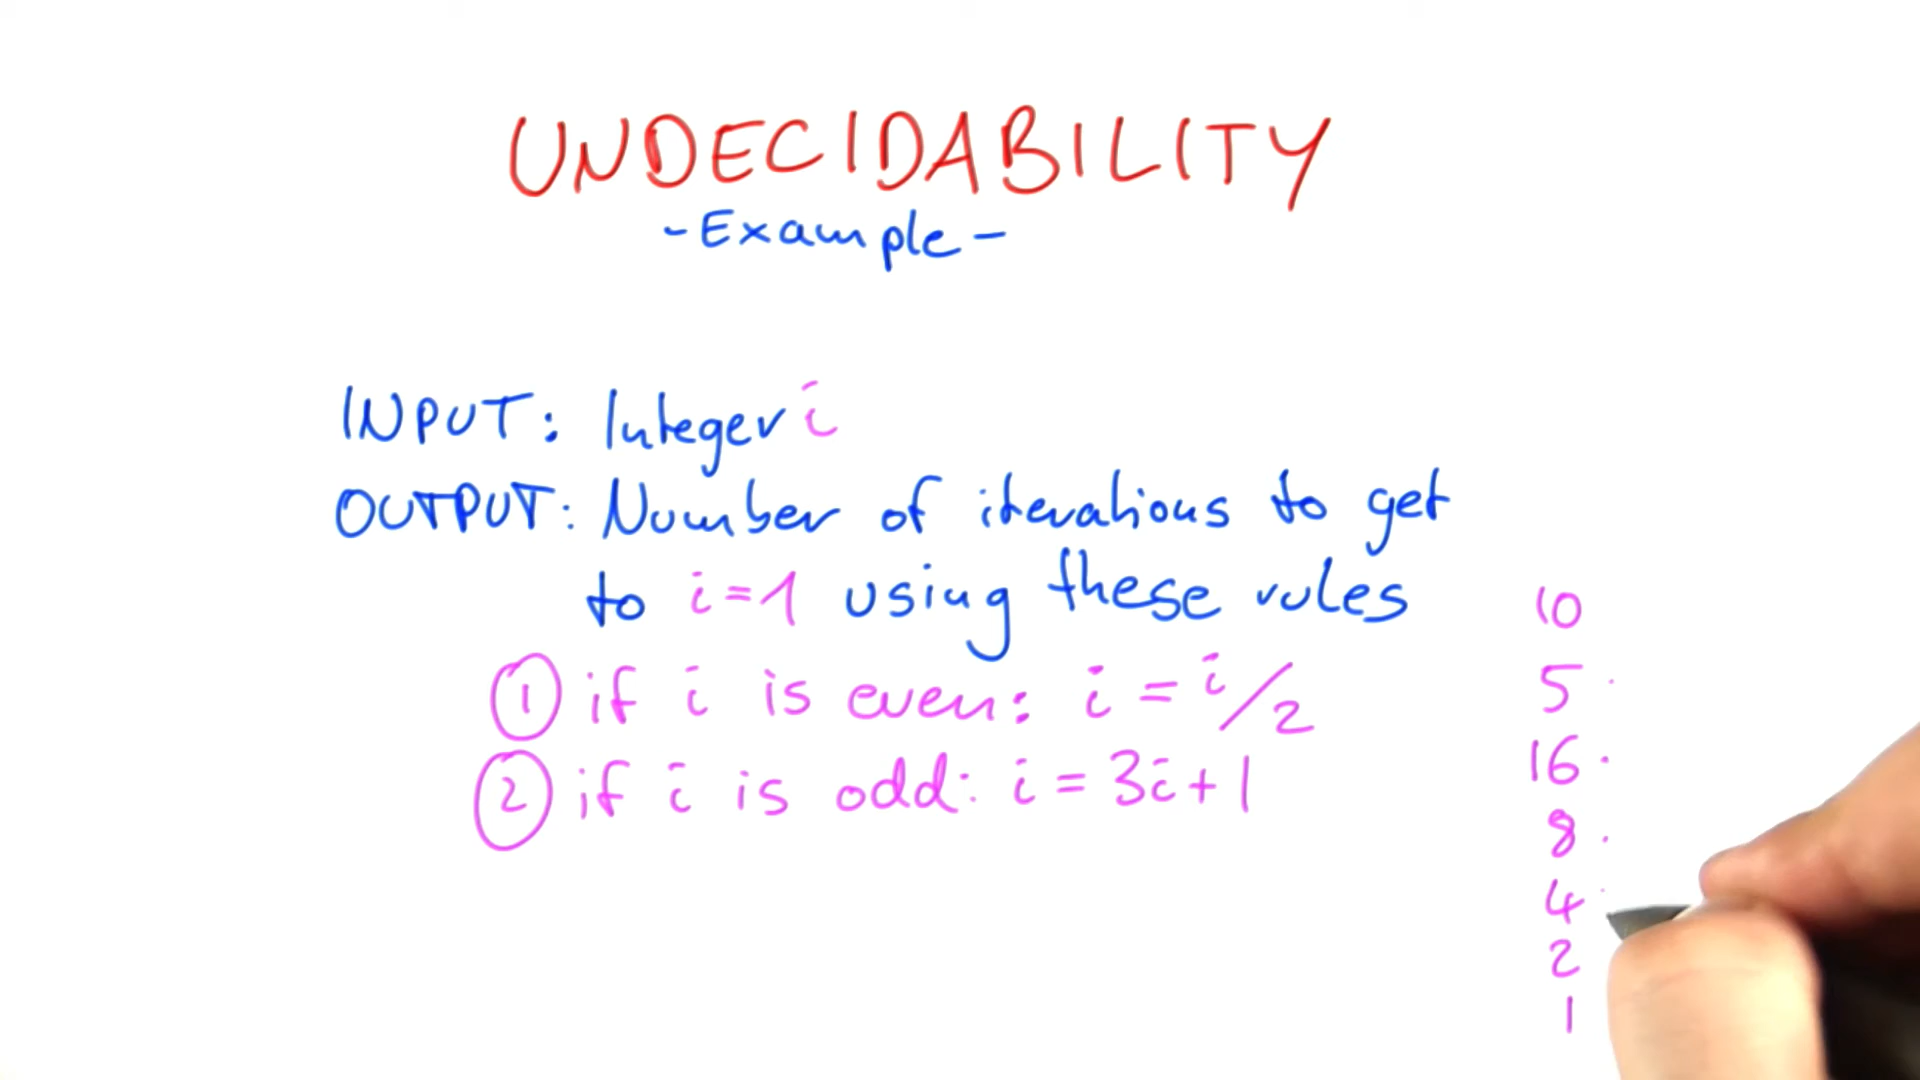 UNDECIDABILITY
- Example -
INPUT: Integer i
OUTPUT: Number of iterations to get
to i=1 using these rules
① if i is even: i = i/2
② if i is odd: i = 3i+1
10
5
16
8
4
2
1